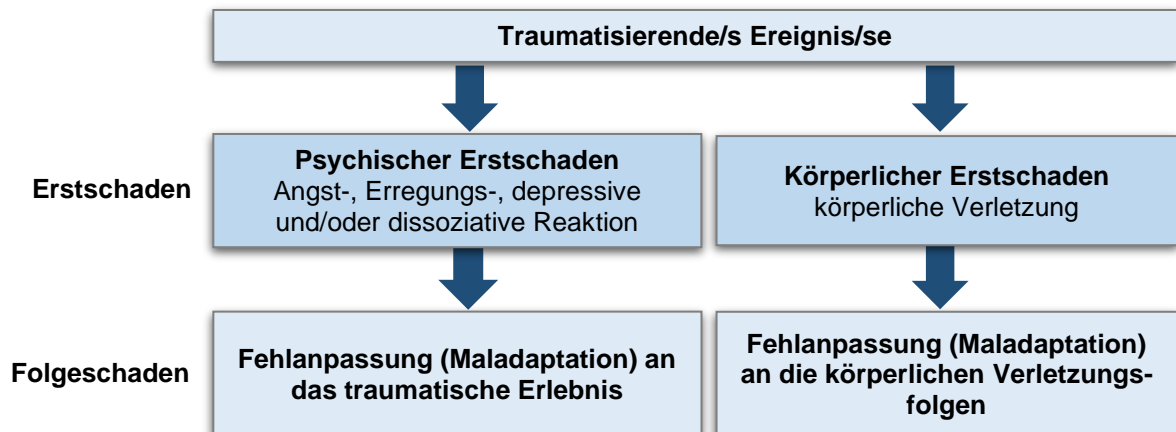 Traumatisierende/s Ereignis/se
Erstschaden
Psychischer Erstschaden
Angst-, Erregungs-, depressive
und/oder dissoziative Reaktion
Körperlicher Erstschaden
körperliche Verletzung
Folgeschaden
Fehlanpassung (Maladaptation) an
das traumatische Erlebnis
Fehlanpassung (Maladaptation)
an die körperlichen Verletzungs-
folgen